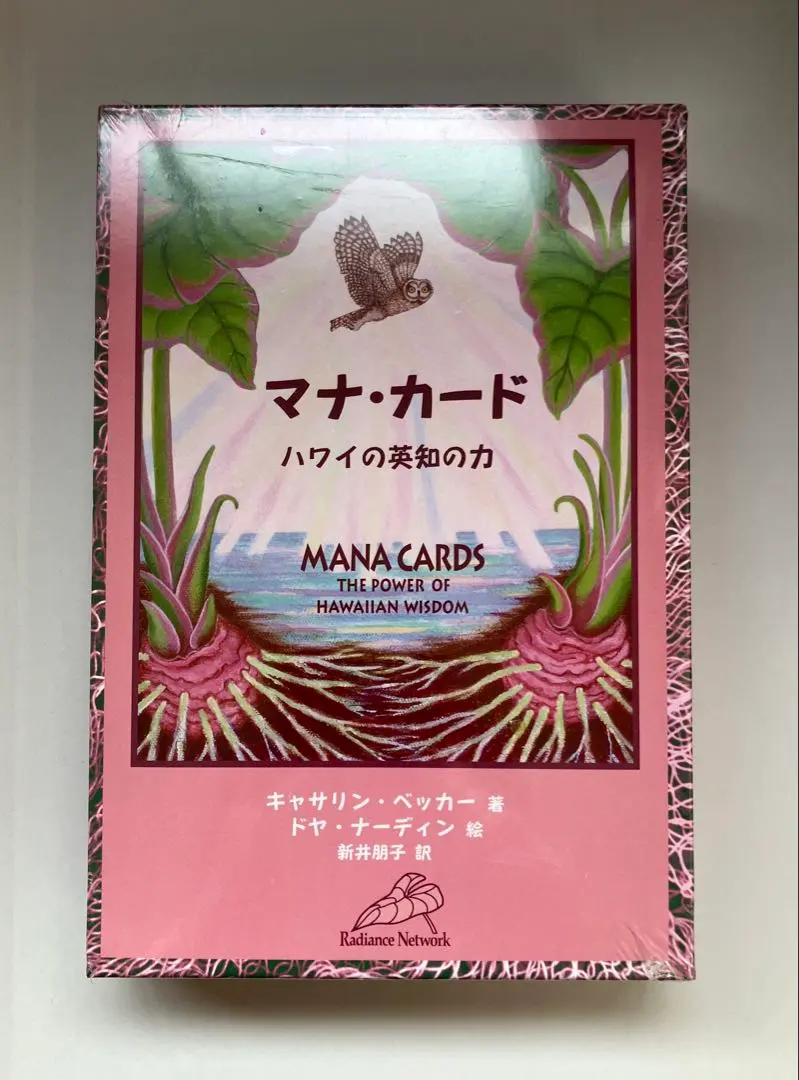 マナ・カード
ハワイの英知の力
MANA CARDS
THE POWER OF
HAWAIIAN WISDOM
キャサリン・ベッカー 著
ドヤ・ナーディン 絵
新井朋子 訳
Radiance Network